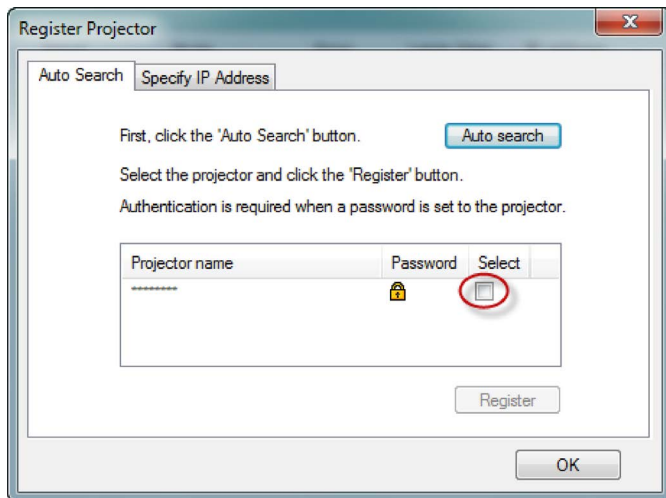 Register Projector
Auto Search
Specify IP Address
First, click the 'Auto Search' button.
Auto search
Select the projector and click the 'Register' button.
Authentication is required when a password is set to the projector.
Projector name
Password
Select
********
Register
OK